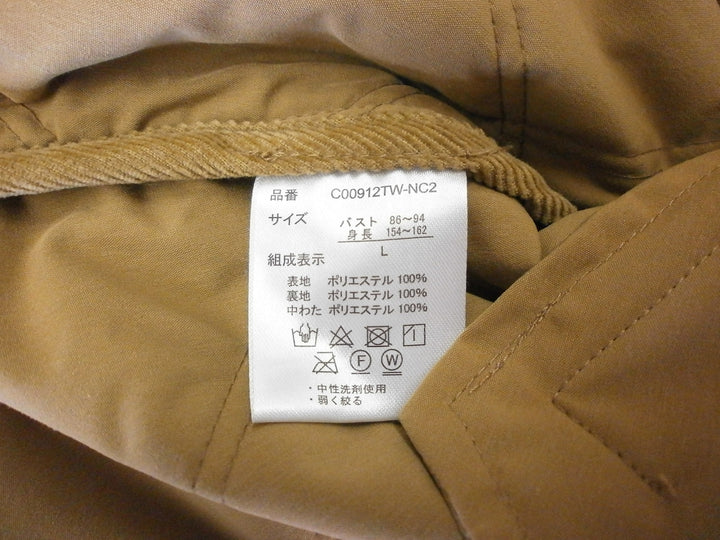 品番 C00912TW-NC2
サイズ バスト 86～94
身長 154～162
L
組成表示
表地 ポリエステル 100%
裏地 ポリエステル 100%
中わた ポリエステル 100%
F W
・中性洗剤使用
・弱く絞る